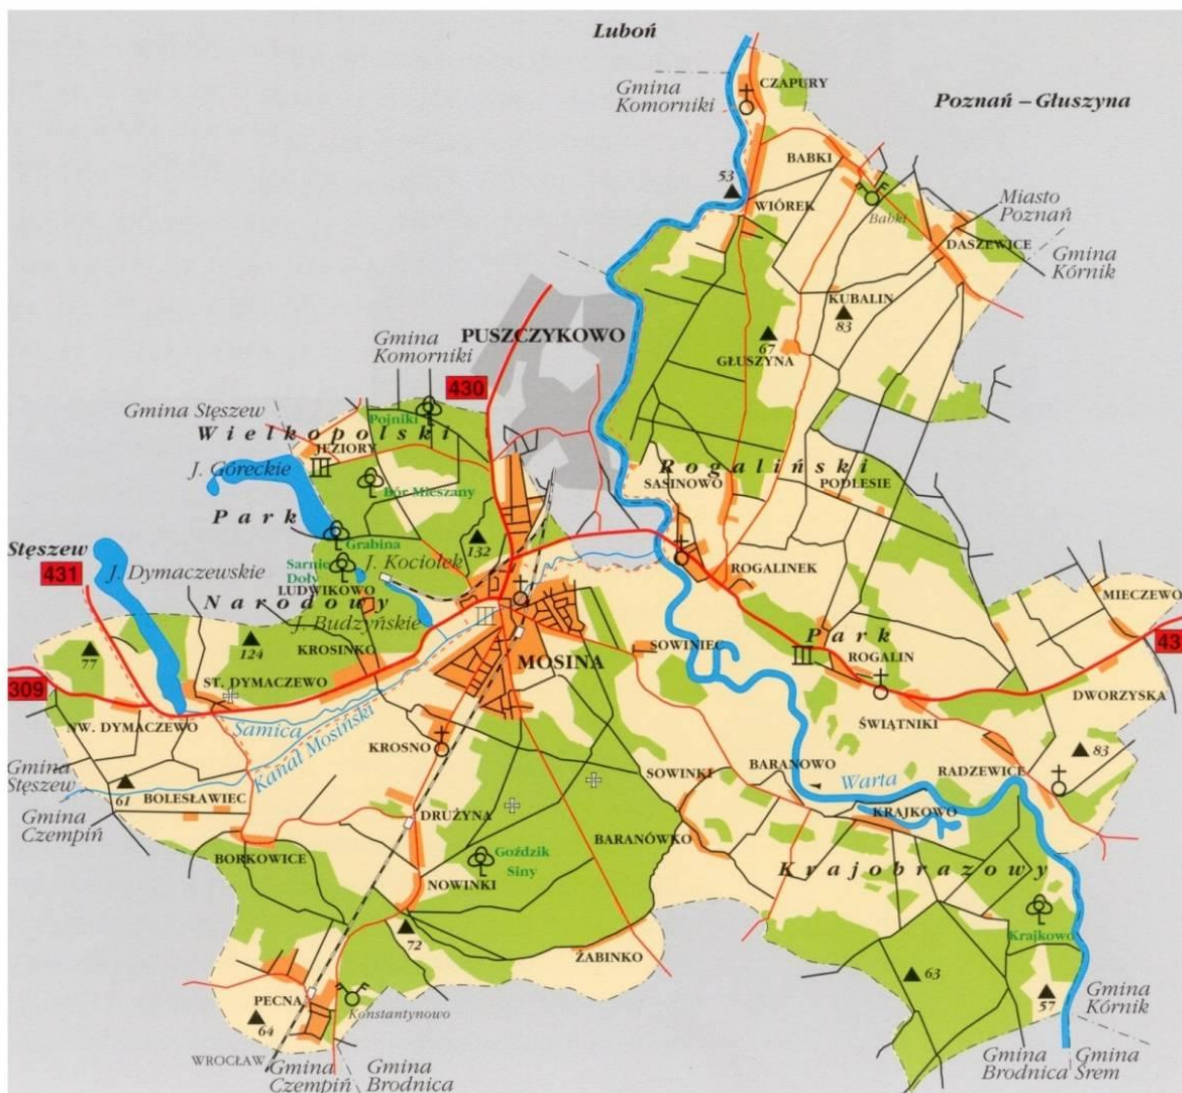 Luboń
Gmina
Komorniki
CZAPURY
Poznań – Głuszyna
BABKI
53
WIÓREK
Babki
Miasto
Poznań
DASZEWICE
Gmina
Kórnik
KUBALIN
83
67
GŁUSZYNA
PUSZCZYKOWO
Gmina
Komorniki
430
Gmina Stęszew
Pojniki
Wielkopolski
JEZIORY
J. Góreckie
Bór Mieszany
Rogaliński
SASINOWO
PODLESIE
Park
Grabina
132
Stęszew
431
J. Dymaczewskie
Sarnie
Doły
J. Kociołek
LUDWIKOWO
ROGALINEK
MIECZEWO
Narodowy
J. Budzyńskie
124
77
KROSINKO
SOWINIEC
Park
ROGALIN
43
309
ST. DYMACZEWO
MOSINA
DWORZYSKA
NW. DYMACZEWO
Samica
Kanał Mosiński
KROSNO
ŚWIĄTNIKI
83
Gmina
Stęszew
61
BOLESŁAWIEC
SOWINKI
BARANOWO
Warta
RADZEWICE
Gmina
Czempiń
DRUŻYNA
BARANÓWKO
KRAJKOWO
BORKOWICE
Goździk
Siny
NOWINKI
Krajobrazowy
72
Krajkowo
ŻABINKO
63
57
PECNA
64
Konstantynowo
Gmina
Kórnik
WROCŁAW
Gmina
Czempiń
Gmina
Brodnica
Gmina
Brodnica
Gmina
Śrem